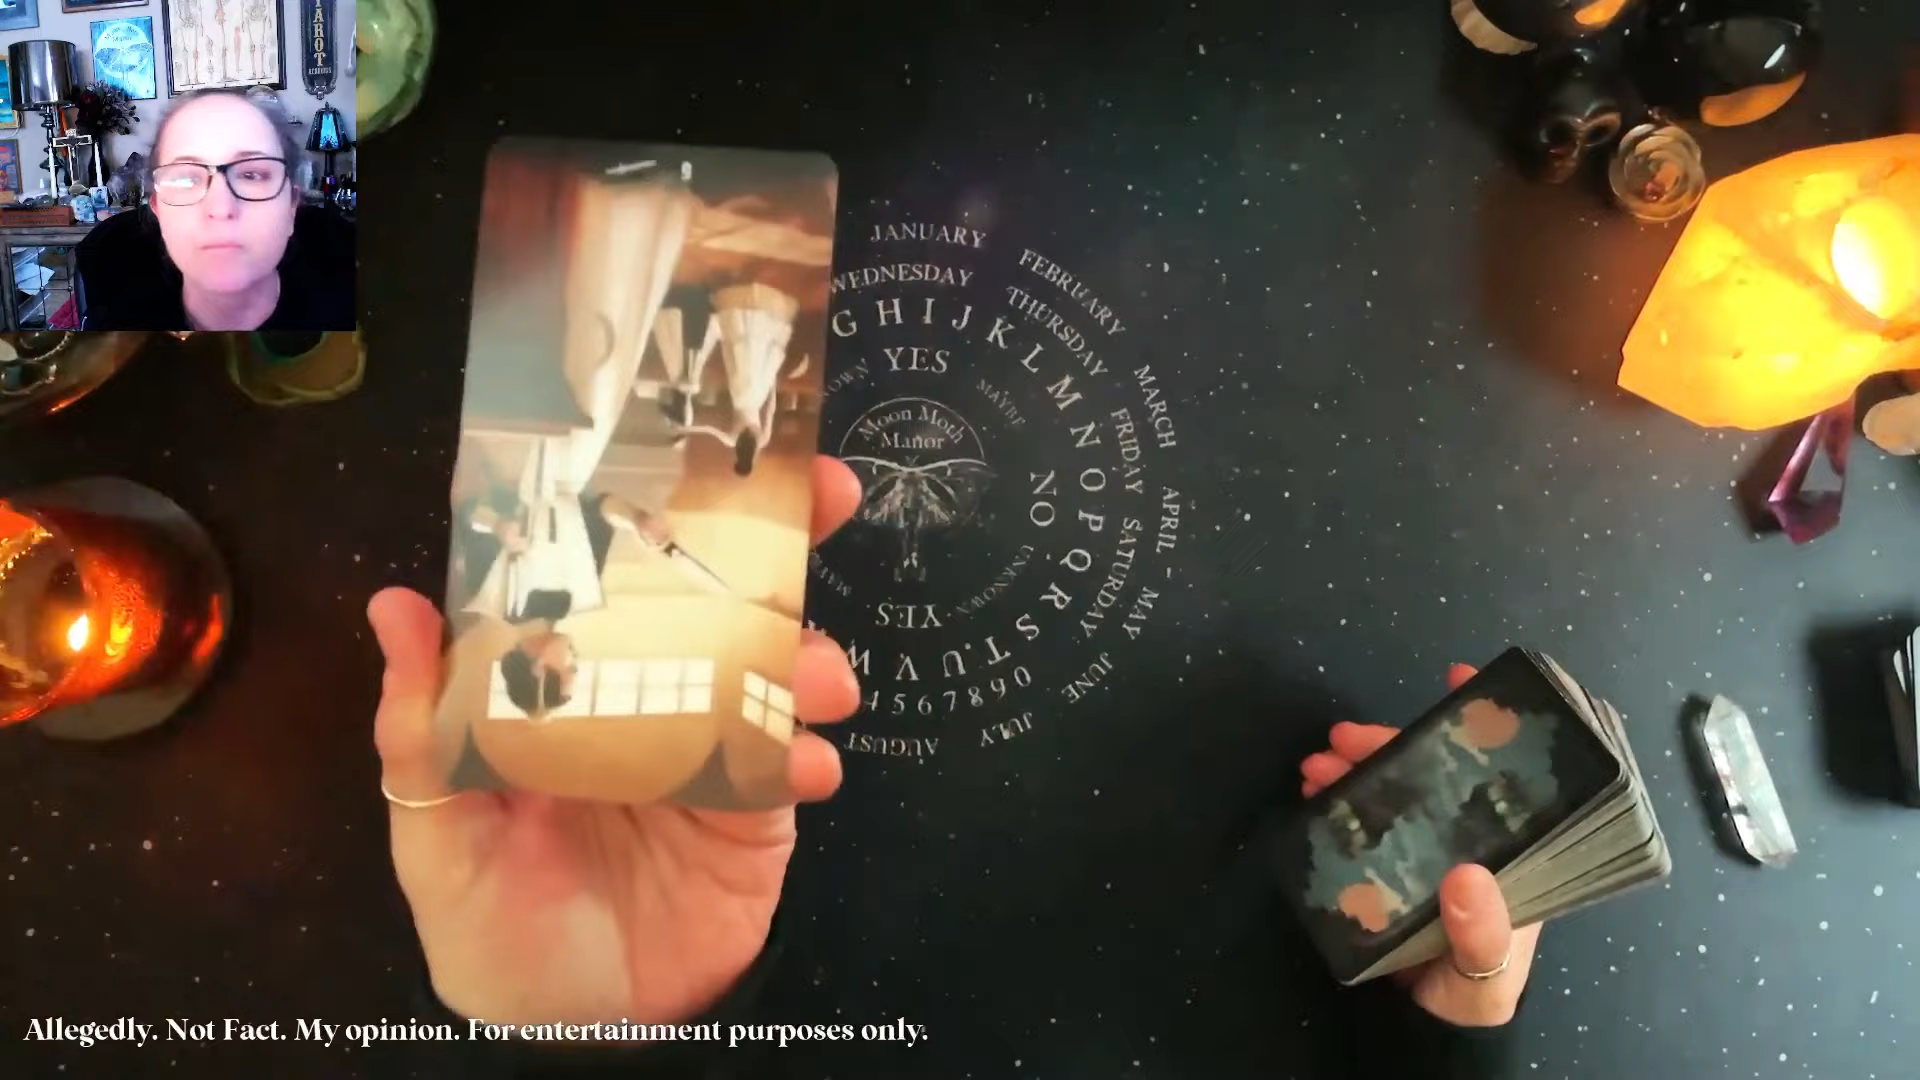 TAROT
JANUARY
FEBRUARY
MARCH
APRIL - MAY
JUNE
JULY
AUGUST
WEDNESDAY
THURSDAY
FRIDAY
SATURDAY
G H I J K L M N O P Q R S T U V W
4 5 6 7 8 9 0
YES
MAYBE
NO
UNKNOWN
YES
Moon Moth
Manor
Allegedly. Not Fact. My opinion. For entertainment purposes only.